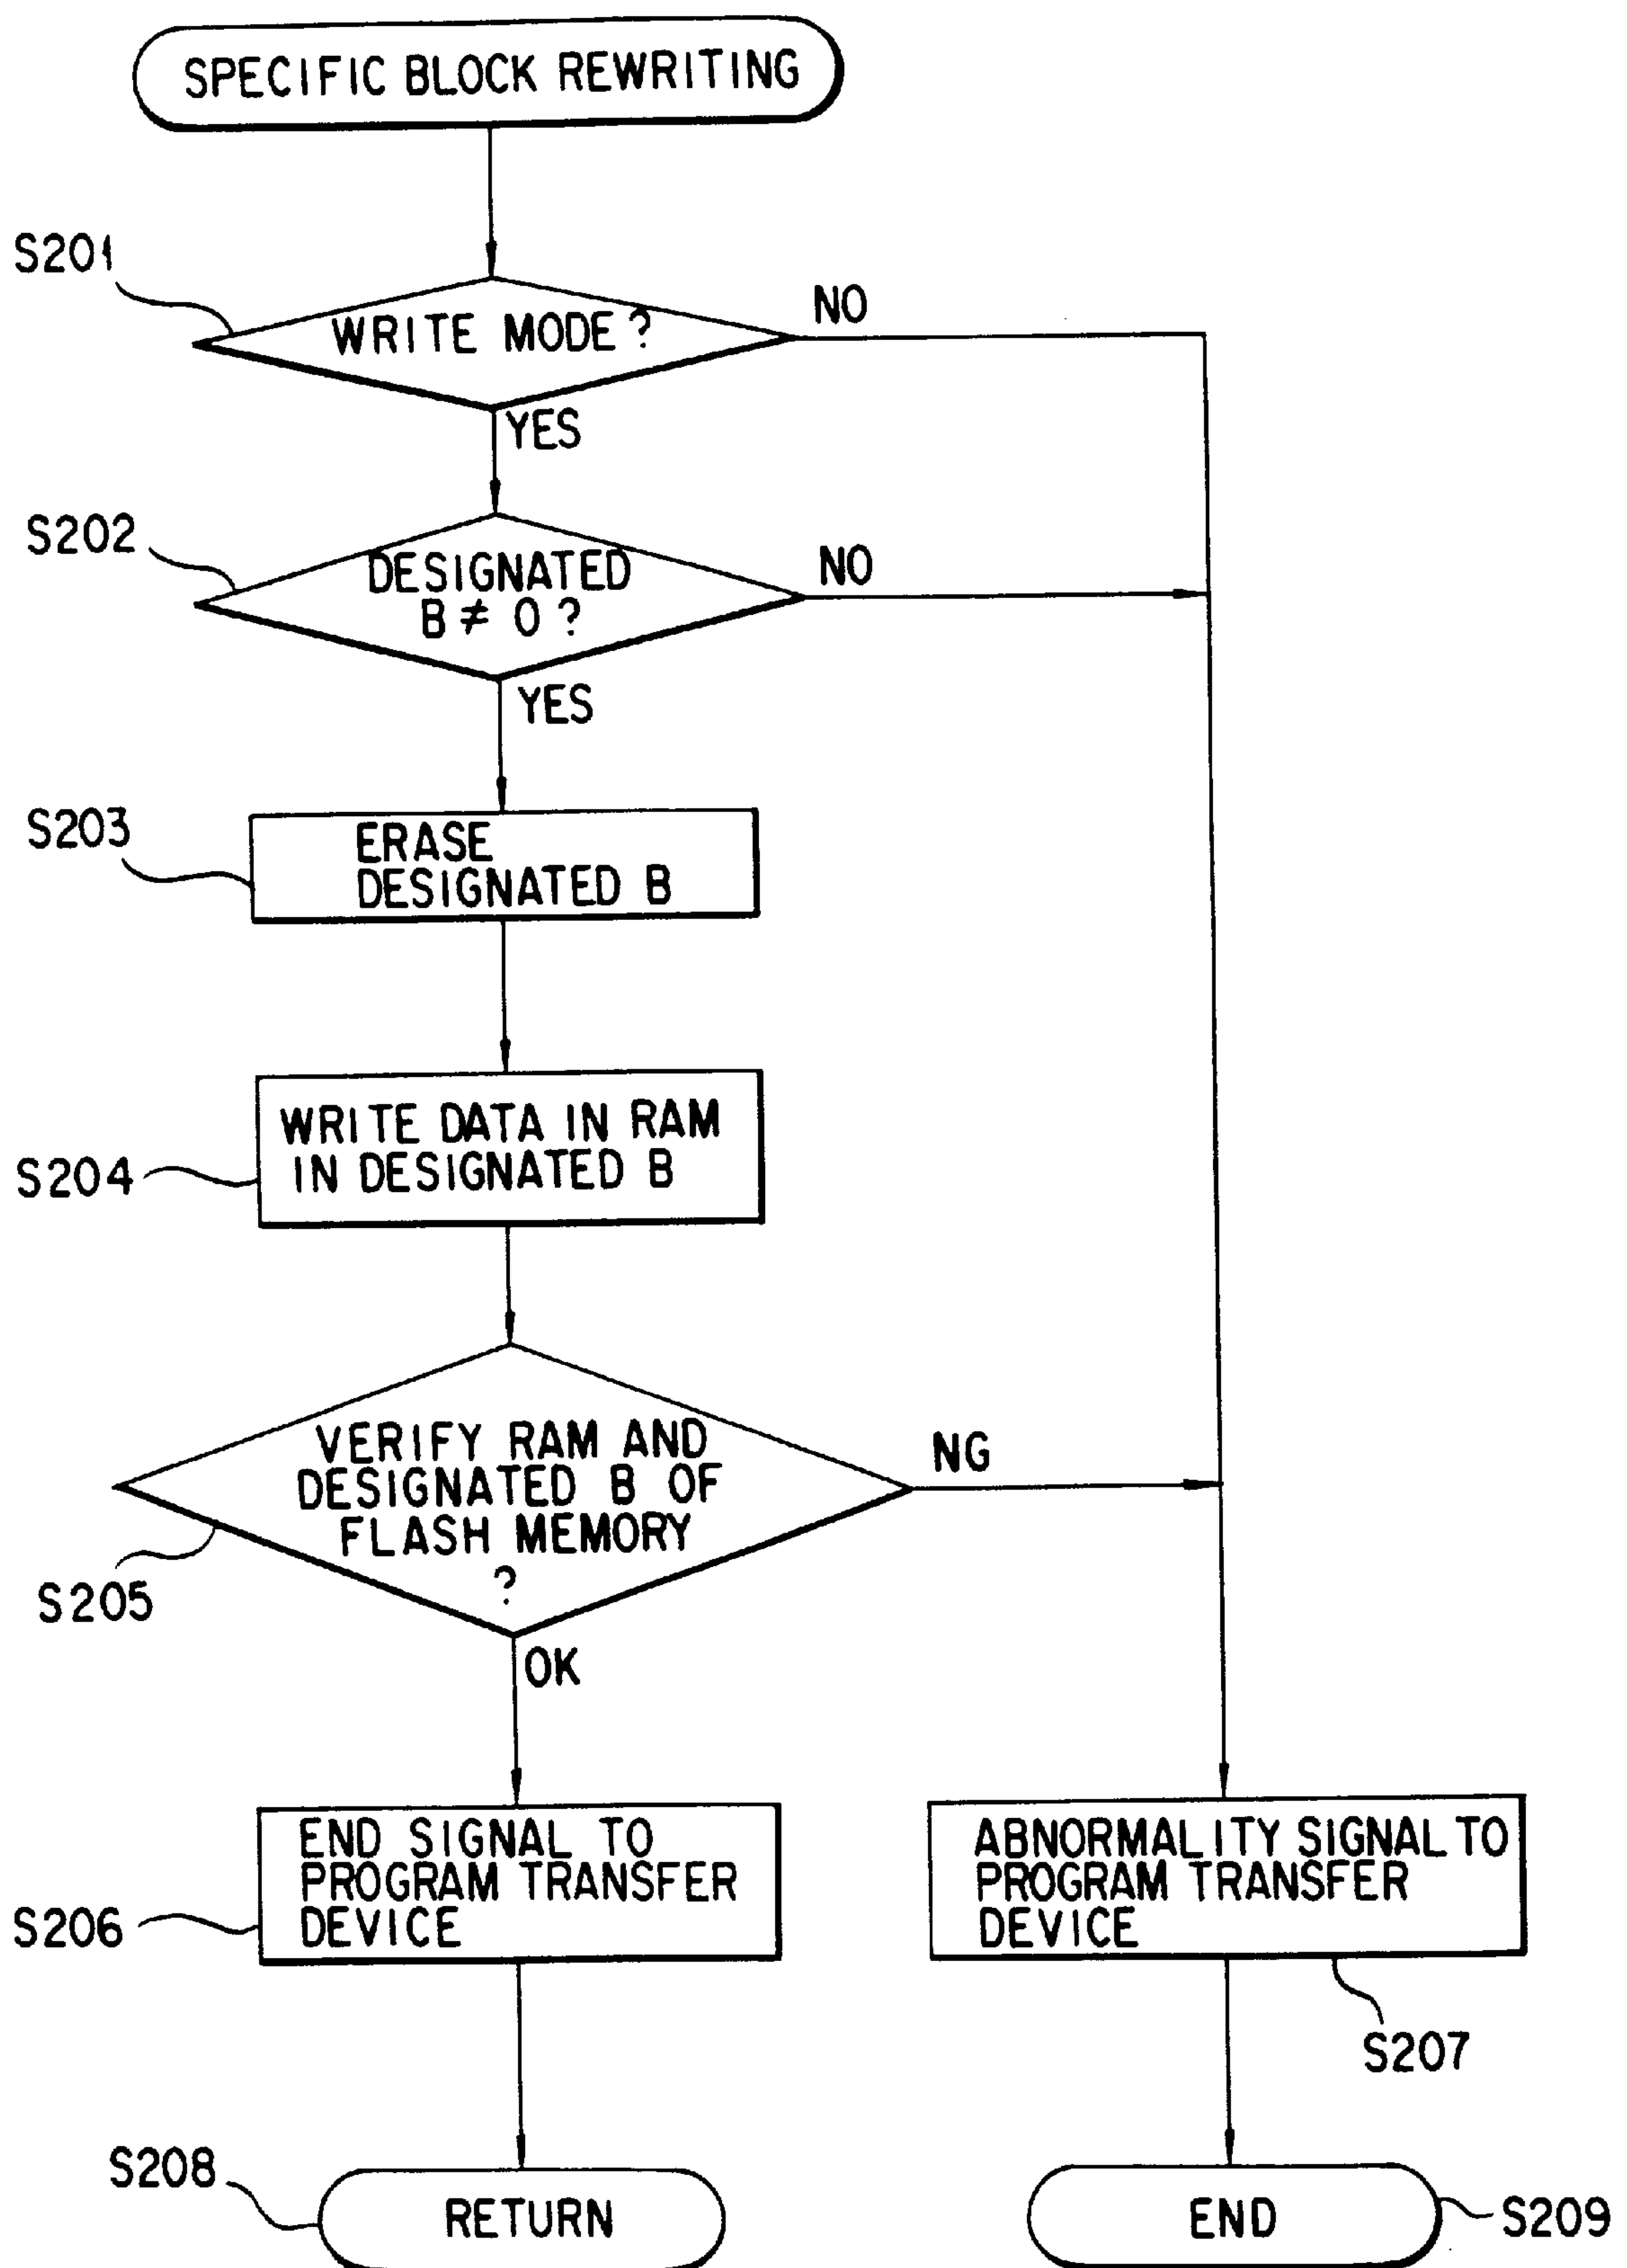 SPECIFIC BLOCK REWRITING
S201
WRITE MODE?
NO
YES
S202
DESIGNATED
B ≠ 0?
NO
YES
S203
ERASE
DESIGNATED B
S204
WRITE DATA IN RAM
IN DESIGNATED B
S205
VERIFY RAM AND
DESIGNATED B OF
FLASH MEMORY
?
NG
OK
S206
END SIGNAL TO
PROGRAM TRANSFER
DEVICE
ABNORMALITY SIGNAL TO
PROGRAM TRANSFER
DEVICE
S207
S208
RETURN
END
S209